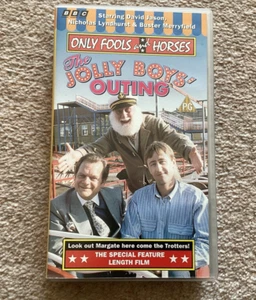 BBC
Starring David Jason
Nicholas Lyndhurst & Buster Merryfield
ONLY FOOLS and HORSES
The
JOLLY BOYS'
OUTING
PG
Look out Margate here come the Trotters!
THE SPECIAL FEATURE
LENGTH FILM